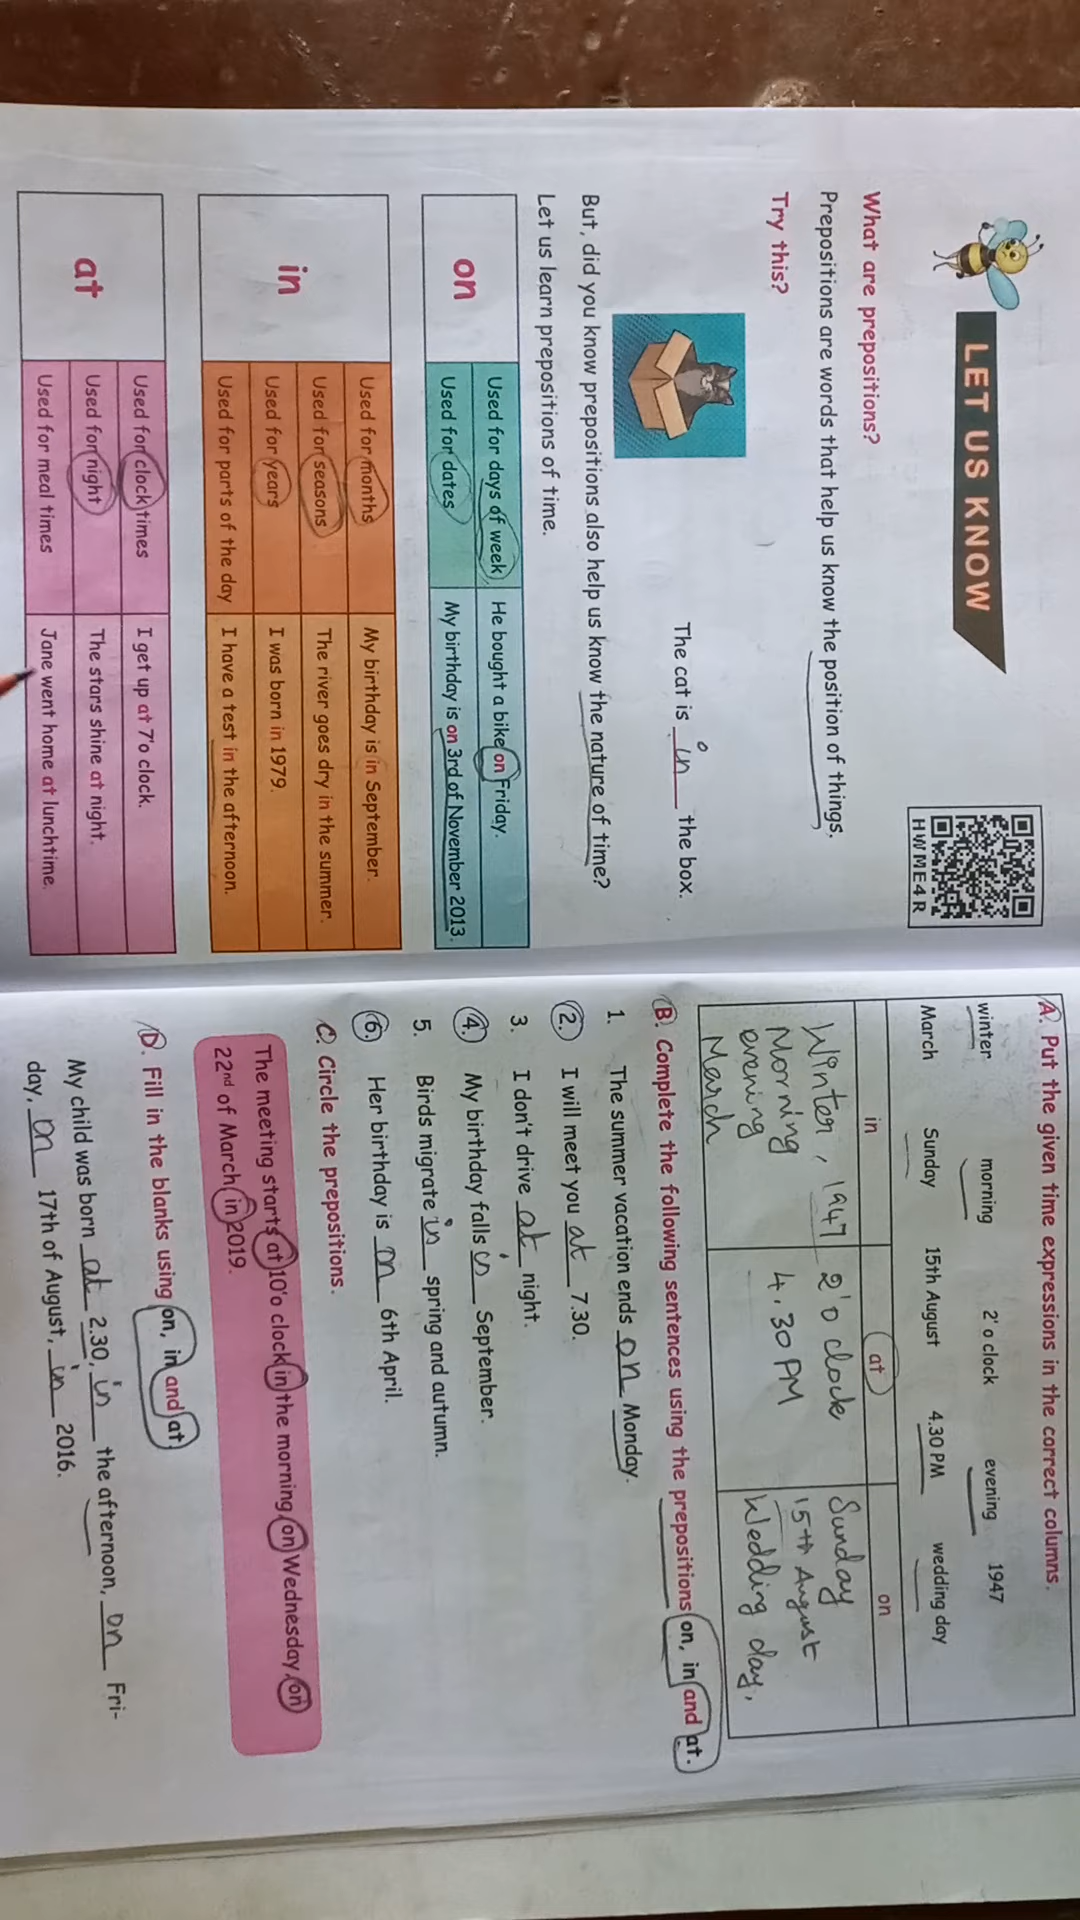 LET US KNOW
HWME4R
What are prepositions?
Prepositions are words that help us know the position of things.
Try this?
The cat is in the box.
But, did you know prepositions also help us know the nature of time?
Let us learn prepositions of time.
on
Used for days of week He bought a bike on Friday.
Used for dates My birthday is on 3rd of November 2013.
in
Used for months My birthday is in September.
Used for seasons The river goes dry in the summer.
Used for years I was born in 1979.
Used for parts of the day I have a test in the afternoon.
at
Used for clock times I get up at 7'o clock.
Used for night The stars shine at night.
Used for meal times Jane went home at lunchtime.
A. Put the given time expressions in the correct columns.
winter morning 2' o clock evening 1947
March Sunday 15th August 4.30 PM wedding day
in at on
Winter, 1947 2'o clock Sunday
Morning 4.30 PM 15th August
evening Wedding day,
March
B. Complete the following sentences using the prepositions on, in and at.
1. The summer vacation ends on Monday.
2. I will meet you at 7.30.
3. I don't drive at night.
4. My birthday falls in September.
5. Birds migrate in spring and autumn.
6. Her birthday is on 6th April.
C. Circle the prepositions.
The meeting starts at 10'o clock in the morning on Wednesday, on
22nd of March in 2019.
D. Fill in the blanks using on, in and at.
My child was born at 2.30, in the afternoon, on Fri-
day, on 17th of August, in 2016.